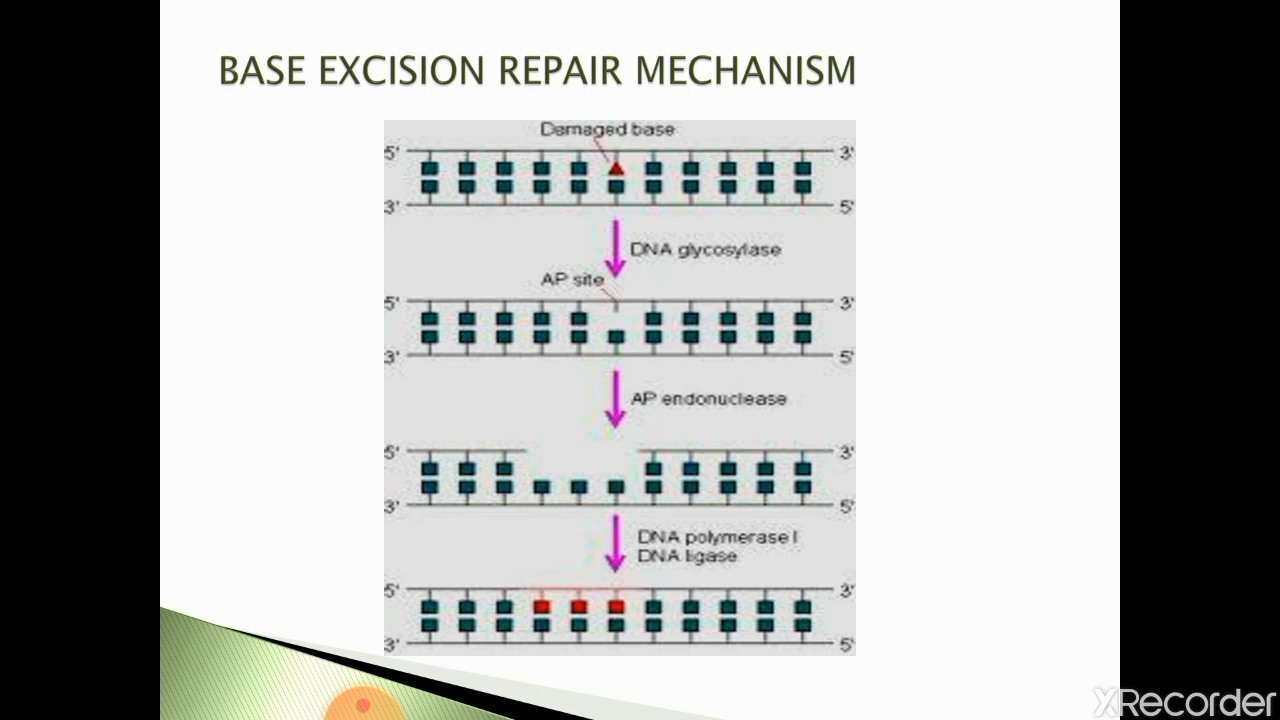 BASE EXCISION REPAIR MECHANISM
Damaged base
5' 3'
3' 5'
DNA glycosylase
AP site
5' 3'
3' 5'
AP endonuclease
5' 3'
3' 5'
DNA polymerase I
DNA ligase
5' 3'
3' 5'
XRecorder